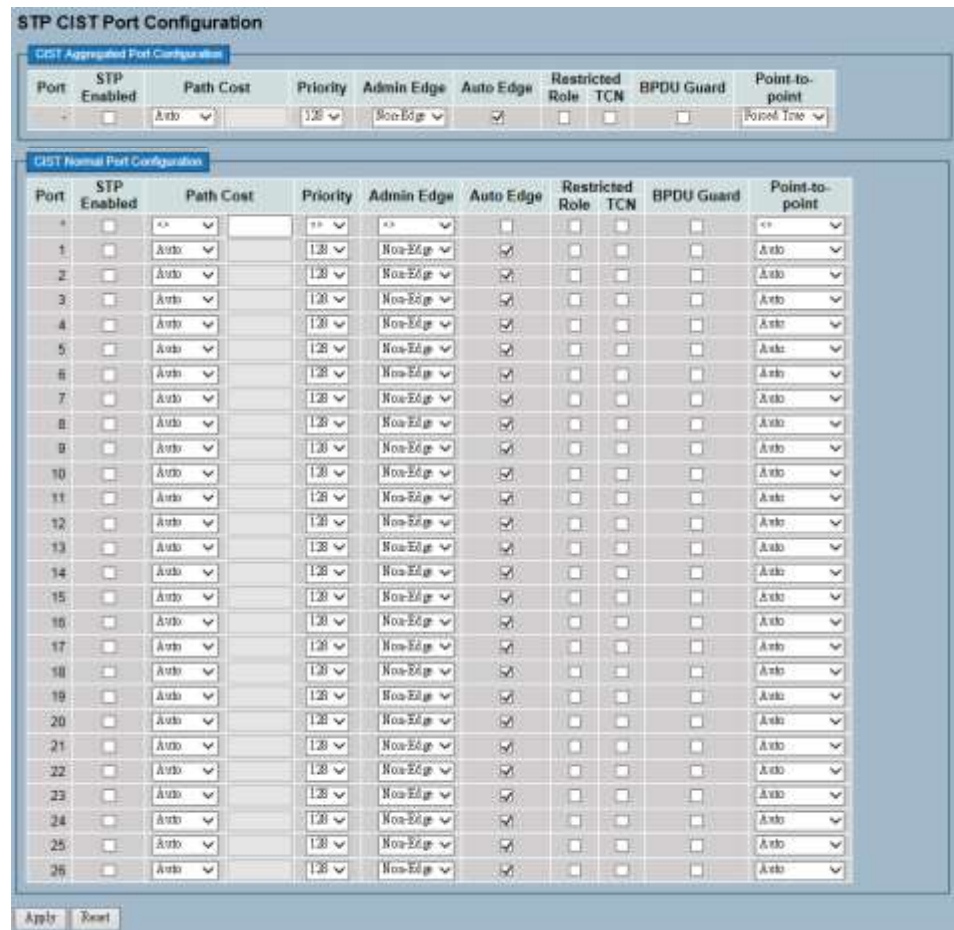 STP CIST Port Configuration
CIST Aggregated Port Configuration
Port STP Enabled Path Cost Priority Admin Edge Auto Edge Restricted Role TCN BPDU Guard Point-to-point
- Auto 128 Non-Edge Forced True
CIST Normal Port Configuration
Port STP Enabled Path Cost Priority Admin Edge Auto Edge Restricted Role TCN BPDU Guard Point-to-point
* <> <> <> <>
1 Auto 128 Non-Edge Auto
2 Auto 128 Non-Edge Auto
3 Auto 128 Non-Edge Auto
4 Auto 128 Non-Edge Auto
5 Auto 128 Non-Edge Auto
6 Auto 128 Non-Edge Auto
7 Auto 128 Non-Edge Auto
8 Auto 128 Non-Edge Auto
9 Auto 128 Non-Edge Auto
10 Auto 128 Non-Edge Auto
11 Auto 128 Non-Edge Auto
12 Auto 128 Non-Edge Auto
13 Auto 128 Non-Edge Auto
14 Auto 128 Non-Edge Auto
15 Auto 128 Non-Edge Auto
16 Auto 128 Non-Edge Auto
17 Auto 128 Non-Edge Auto
18 Auto 128 Non-Edge Auto
19 Auto 128 Non-Edge Auto
20 Auto 128 Non-Edge Auto
21 Auto 128 Non-Edge Auto
22 Auto 128 Non-Edge Auto
23 Auto 128 Non-Edge Auto
24 Auto 128 Non-Edge Auto
25 Auto 128 Non-Edge Auto
26 Auto 128 Non-Edge Auto
Apply Reset